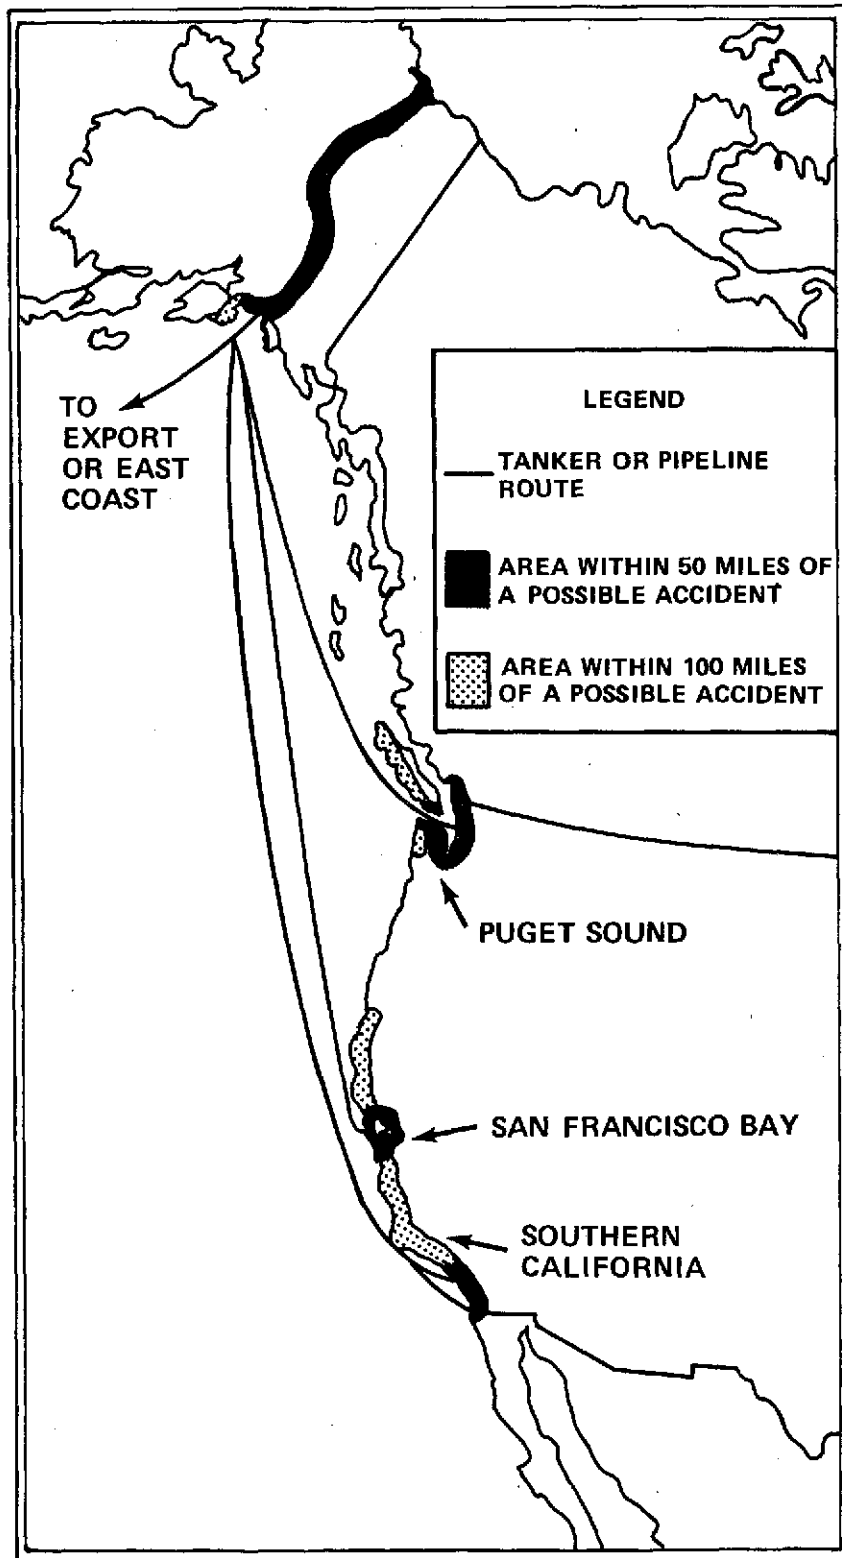 TO
EXPORT
OR EAST
COAST
LEGEND
TANKER OR PIPELINE
ROUTE
AREA WITHIN 50 MILES OF
A POSSIBLE ACCIDENT
AREA WITHIN 100 MILES
OF A POSSIBLE ACCIDENT
PUGET SOUND
SAN FRANCISCO BAY
SOUTHERN
CALIFORNIA